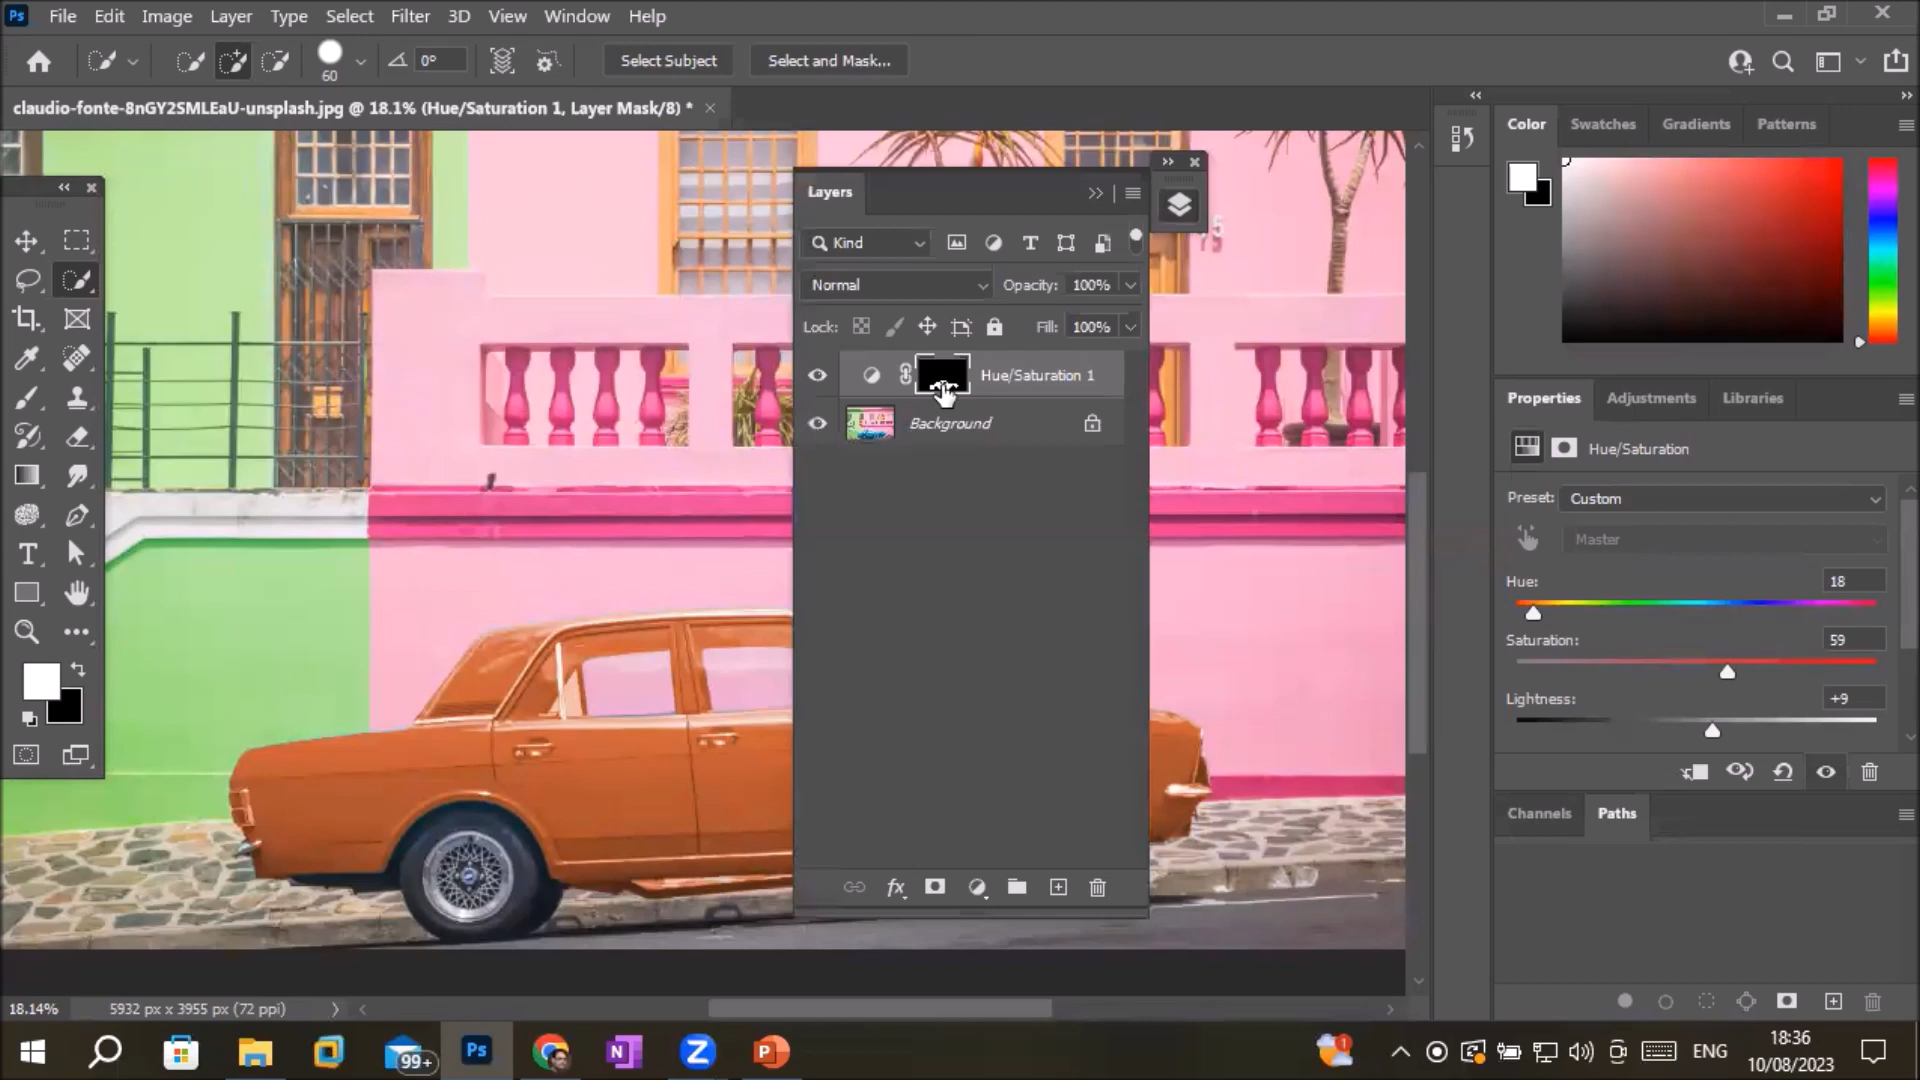 Ps File Edit Image Layer Type Select Filter 3D View Window Help
60 0° Select Subject Select and Mask...
claudio-fonte-8nGY2SMLEaU-unsplash.jpg @ 18.1% (Hue/Saturation 1, Layer Mask/8) * ×
Color Swatches Gradients Patterns
Layers
Kind
Normal Opacity: 100%
Lock: Fill: 100%
Hue/Saturation 1
Background
fx
Properties Adjustments Libraries
Hue/Saturation
Preset: Custom
Master
Hue: 18
Saturation: 59
Lightness: +9
Channels Paths
18.14% 5932 px x 3955 px (72 ppi)
99+ Ps N Z P 1 ENG
18:36
10/08/2023